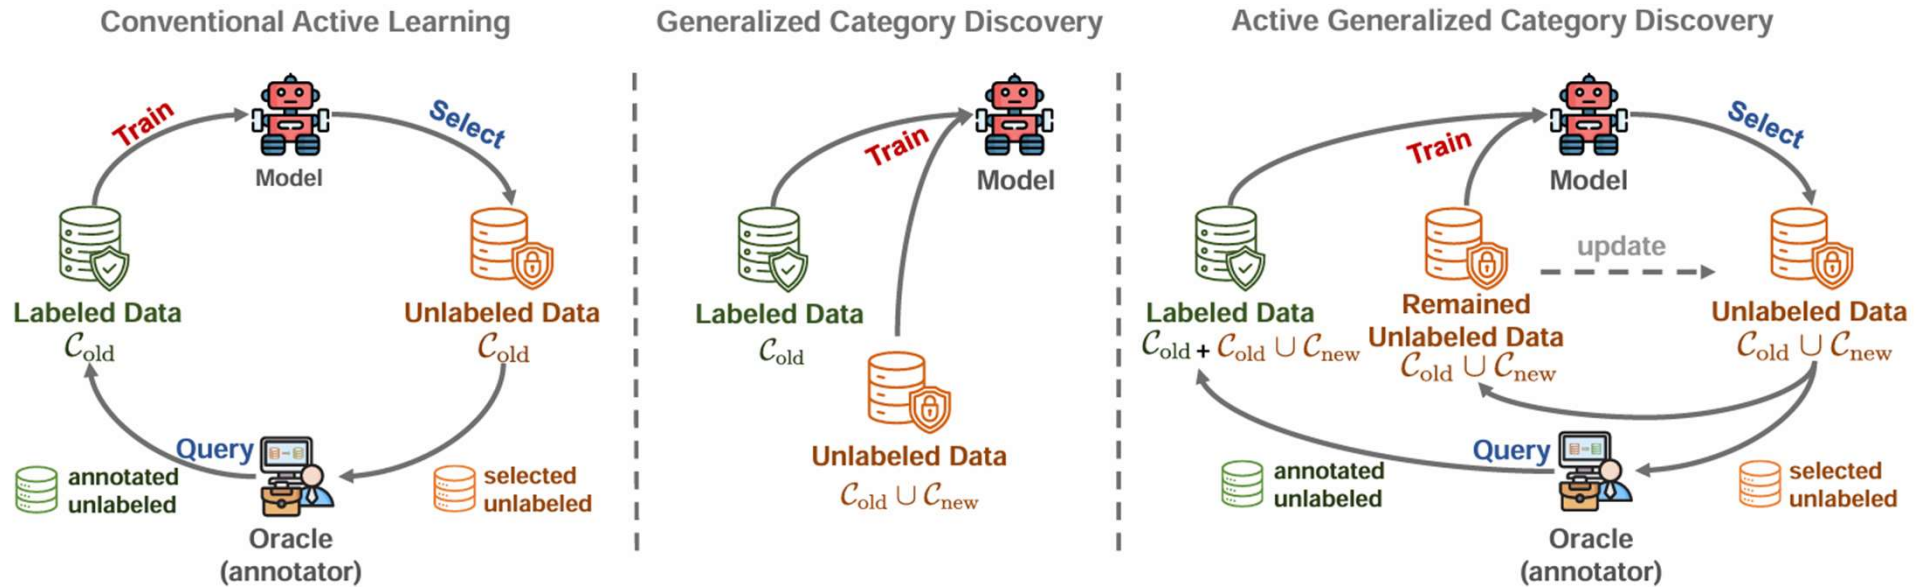 Conventional Active Learning
Train
Select
Model
Labeled Data
𝒞old
Unlabeled Data
𝒞old
Query
annotated
unlabeled
selected
unlabeled
Oracle
(annotator)
Generalized Category Discovery
Train
Model
Labeled Data
𝒞old
Unlabeled Data
𝒞old ∪ 𝒞new
Active Generalized Category Discovery
Train
Select
Model
update
Labeled Data
𝒞old + 𝒞old ∪ 𝒞new
Remained
Unlabeled Data
𝒞old ∪ 𝒞new
Unlabeled Data
𝒞old ∪ 𝒞new
Query
annotated
unlabeled
selected
unlabeled
Oracle
(annotator)